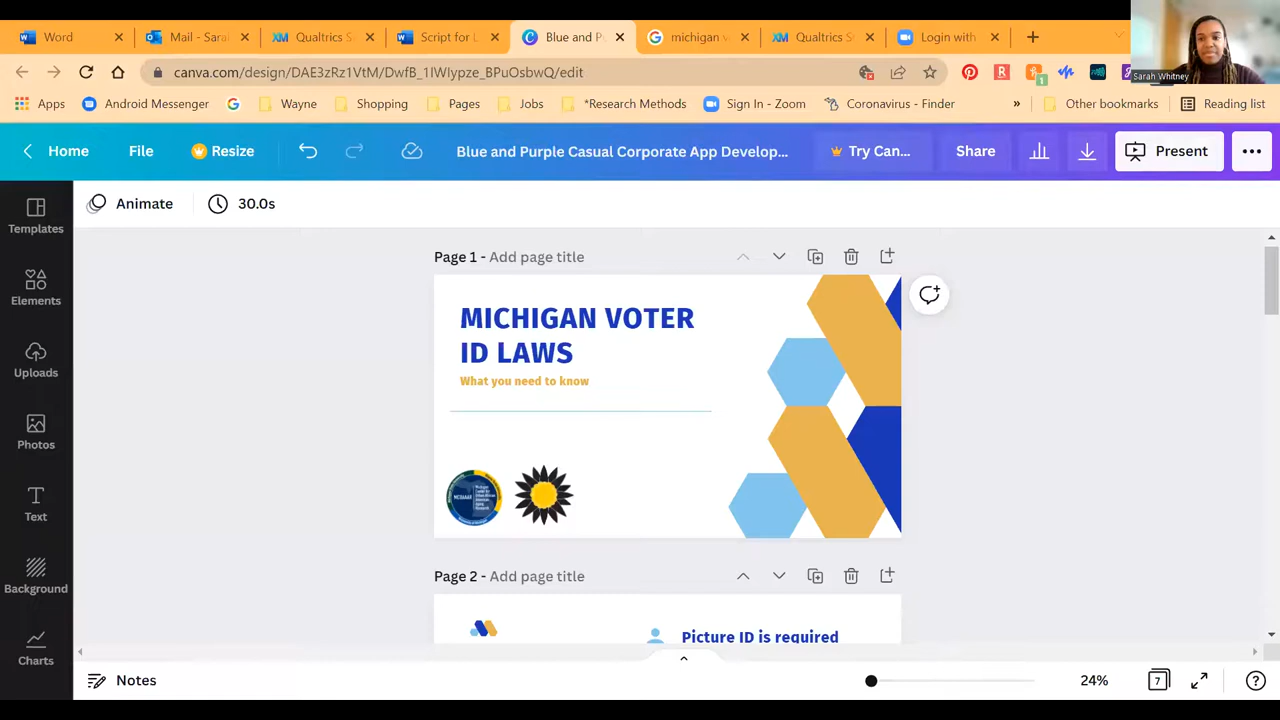 Word
Mail - Sarai
Qualtrics S
Script for L
Blue and P
michigan v
Qualtrics S
Login with
canva.com/design/DAE3zRz1VtM/DwfB_1lWlypze_BPuOsbwQ/edit
1
Sarah Whitney
Apps
Android Messenger
Wayne
Shopping
Pages
Jobs
*Research Methods
Sign In - Zoom
Coronavirus - Finder
»
Other bookmarks
Reading list
Home
File
Resize
Blue and Purple Casual Corporate App Develop...
Try Can...
Share
Present
Templates
Elements
Uploads
Photos
Text
Background
Charts
Animate
30.0s
Page 1 - Add page title
MICHIGAN VOTER
ID LAWS
What you need to know
Page 2 - Add page title
Picture ID is required
Notes
24%
7
?